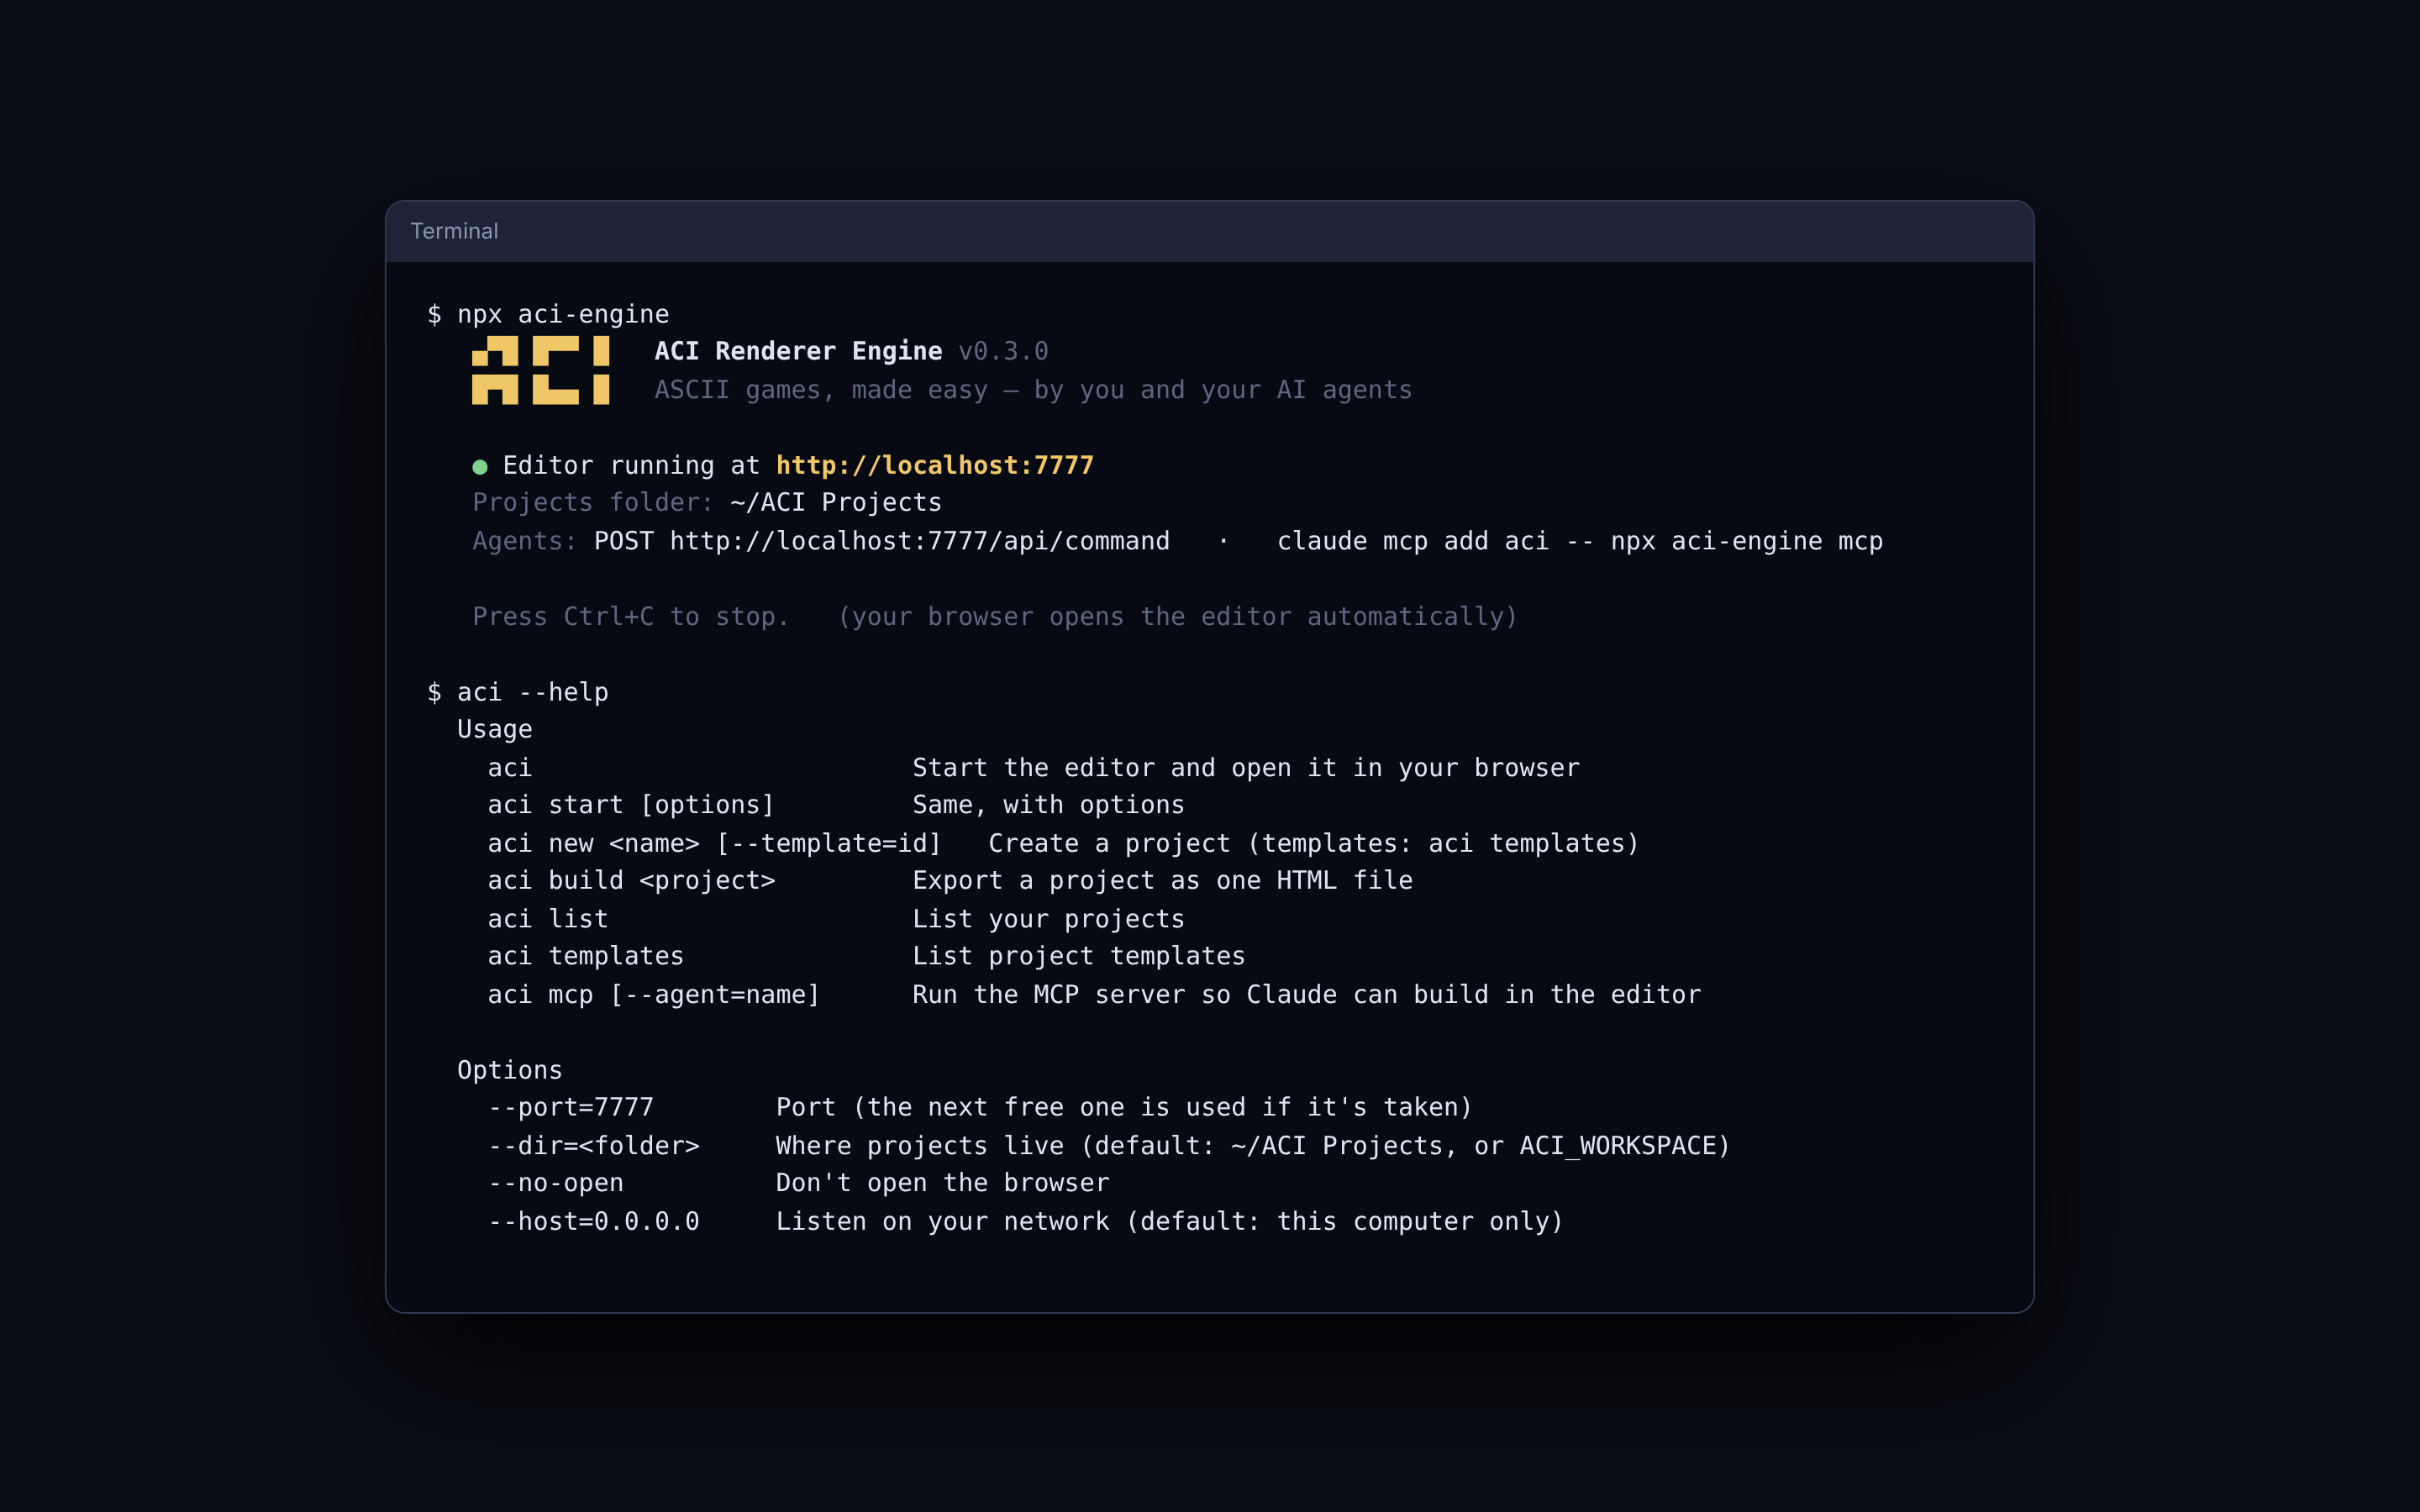 Terminal
$ npx aci-engine
ACI
ACI Renderer Engine v0.3.0
ASCII games, made easy — by you and your AI agents
● Editor running at http://localhost:7777
Projects folder: ~/ACI Projects
Agents: POST http://localhost:7777/api/command   ·   claude mcp add aci -- npx aci-engine mcp
Press Ctrl+C to stop.   (your browser opens the editor automatically)
$ aci --help
Usage
aci                         Start the editor and open it in your browser
aci start [options]         Same, with options
aci new <name> [--template=id]   Create a project (templates: aci templates)
aci build <project>         Export a project as one HTML file
aci list                    List your projects
aci templates               List project templates
aci mcp [--agent=name]      Run the MCP server so Claude can build in the editor
Options
--port=7777        Port (the next free one is used if it's taken)
--dir=<folder>     Where projects live (default: ~/ACI Projects, or ACI_WORKSPACE)
--no-open          Don't open the browser
--host=0.0.0.0     Listen on your network (default: this computer only)